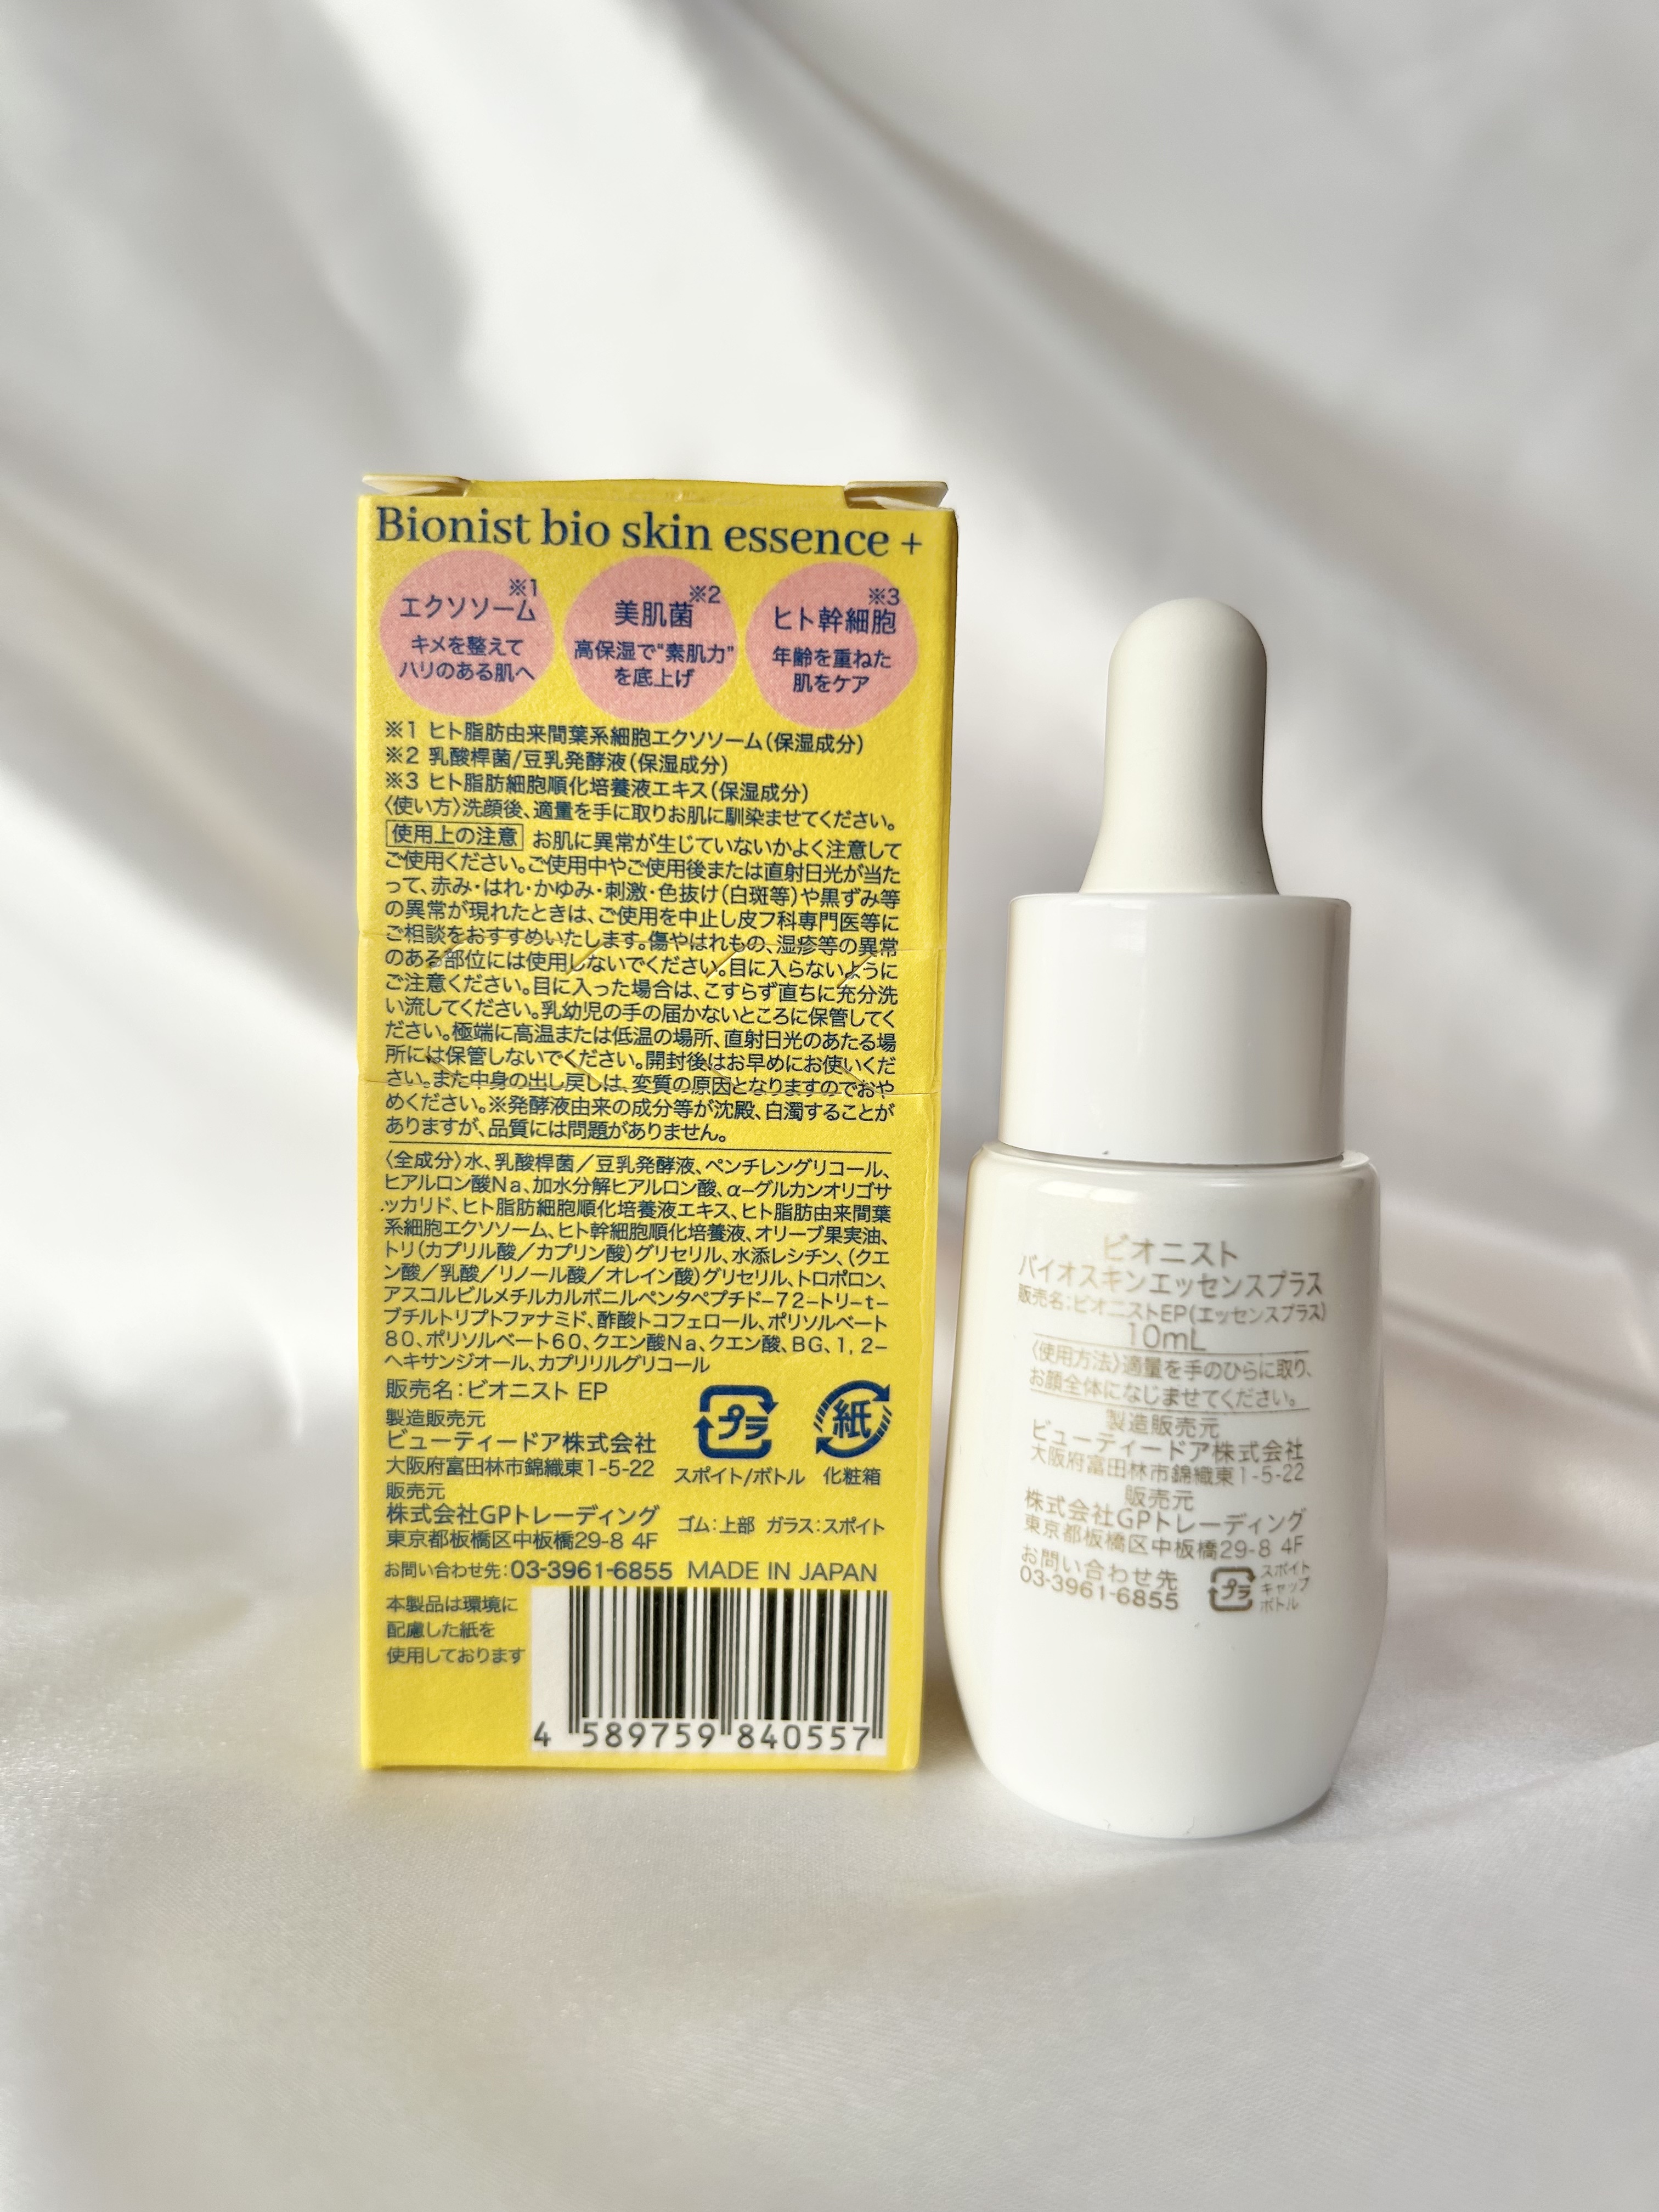 Bionist bio skin essence +
※1
エクソソーム
キメを整えて
ハリのある肌へ
※2
美肌菌
高保湿で"素肌力"
を底上げ
※3
ヒト幹細胞
年齢を重ねた
肌をケア
※1 ヒト脂肪由来間葉系細胞エクソソーム(保湿成分)
※2 乳酸桿菌/豆乳発酵液(保湿成分)
※3 ヒト脂肪細胞順化培養液エキス(保湿成分)
〈使い方〉洗顔後、適量を手に取りお肌に馴染ませてください。
使用上の注意 お肌に異常が生じていないかよく注意して
ご使用ください。ご使用中やご使用後または直射日光が当た
って、赤み・はれ・かゆみ・刺激・色抜け(白斑等)や黒ずみ等
の異常が現れたときは、ご使用を中止し皮フ科専門医等に
ご相談をおすすめいたします。傷やはれもの、湿疹等の異常
のある部位には使用しないでください。目に入らないように
ご注意ください。目に入った場合は、こすらず直ちに充分洗
い流してください。乳幼児の手の届かないところに保管してく
ださい。極端に高温または低温の場所、直射日光のあたる場
所には保管しないでください。開封後はお早めにお使いくだ
さい。また中身の出し戻しは、変質の原因となりますのでおや
めください。※発酵液由来の成分等が沈殿、白濁することが
ありますが、品質には問題がありません。
〈全成分〉水、乳酸桿菌／豆乳発酵液、ペンチレングリコール、
ヒアルロン酸Na、加水分解ヒアルロン酸、α-グルカンオリゴサ
ッカリド、ヒト脂肪細胞順化培養液エキス、ヒト脂肪由来間葉
系細胞エクソソーム、ヒト幹細胞順化培養液、オリーブ果実油、
トリ(カプリル酸／カプリン酸)グリセリル、水添レシチン、(クエ
ン酸／乳酸／リノール酸／オレイン酸)グリセリル、トロポロン、
アスコルビルメチルカルボニルペンタペプチド-72-トリ-t-
ブチルトリプトファナミド、酢酸トコフェロール、ポリソルベート
80、ポリソルベート60、クエン酸Na、クエン酸、BG、1,2-
ヘキサンジオール、カプリリルグリコール
販売名：ビオニスト EP
製造販売元
ビューティードア株式会社
大阪府富田林市錦織東1-5-22
販売元
株式会社GPトレーディング
東京都板橋区中板橋29-8 4F
プラ
スポイト/ボトル
紙
化粧箱
ゴム：上部 ガラス：スポイト
お問い合わせ先：03-3961-6855 MADE IN JAPAN
本製品は環境に
配慮した紙を
使用しております
4 589759 840557
ビオニスト
バイオスキンエッセンスプラス
販売名：ビオニストEP(エッセンスプラス)
10mL
〈使用方法〉適量を手のひらに取り、
お顔全体になじませてください。
製造販売元
ビューティードア株式会社
大阪府富田林市錦織東1-5-22
販売元
株式会社GPトレーディング
東京都板橋区中板橋29-8 4F
お問い合わせ先
03-3961-6855
プラ
スポイト
キャップ
ボトル